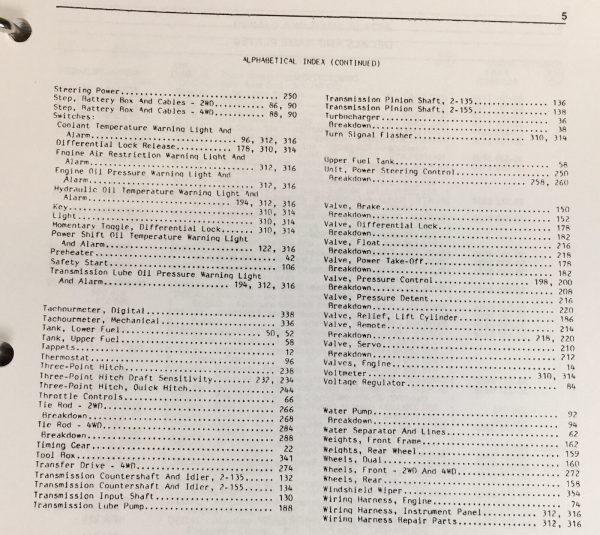 5
ALPHABETICAL INDEX (CONTINUED)
Steering Power................................ 250
Step, Battery Box And Cables - 2WD........... 86, 90
Step, Battery Box And Cables - 4WD........... 88, 90
Switches:
Coolant Temperature Warning Light And
Alarm............................... 96, 312, 316
Differential Lock Release............ 178, 310, 314
Engine Air Restriction Warning Light And
Alarm................................... 312, 316
Engine Oil Pressure Warning Light And
Alarm................................... 312, 316
Hydraulic Oil Temperature Warning Light And
Alarm.............................. 194, 312, 316
Key...................................... 310, 314
Light.................................... 310, 314
Momentary Toggle, Differential Lock...... 310, 314
Power Shift Oil Temperature Warning Light
And Alarm............................... 122, 316
Preheater..................................... 42
Safety Start................................. 106
Transmission Lube Oil Pressure Warning Light
And Alarm.......................... 194, 312, 316
Tachourmeter, Digital......................... 338
Tachourmeter, Mechanical...................... 336
Tank, Lower Fuel............................ 50, 52
Tank, Upper Fuel............................... 58
Tappets........................................ 12
Thermostat..................................... 96
Three-Point Hitch............................. 238
Three-Point Hitch Draft Sensitivity....... 232, 234
Three-Point Hitch, Quick Hitch................ 244
Throttle Controls.............................. 66
Tie Rod - 2WD................................. 266
Breakdown.................................... 268
Tie Rod - 4WD................................. 284
Breakdown.................................... 288
Timing Gear.................................... 22
Tool Box...................................... 341
Transfer Drive - 4WD.......................... 274
Transmission Countershaft And Idler, 2-135.... 132
Transmission Countershaft And Idler, 2-155.... 134
Transmission Input Shaft...................... 130
Transmission Lube Pump........................ 188
Transmission Pinion Shaft, 2-135.............. 136
Transmission Pinion Shaft, 2-155.............. 138
Turbocharger................................... 36
Breakdown..................................... 38
Turn Signal Flasher....................... 310, 314
Upper Fuel Tank................................ 58
Unit, Power Steering Control.................. 250
Breakdown............................... 258, 260
Valve, Brake.................................. 150
Breakdown.................................... 152
Valve, Differential Lock...................... 178
Breakdown.................................... 182
Valve, Float.................................. 216
Breakdown.................................... 218
Valve, Power Take-Off......................... 178
Breakdown.................................... 182
Valve, Pressure Control................... 198, 200
Breakdown.................................... 208
Valve, Pressure Detent........................ 216
Breakdown.................................... 220
Valve, Relief, Lift Cylinder.................. 186
Valve, Remote................................. 214
Breakdown............................... 218, 220
Valve, Servo.................................. 210
Breakdown.................................... 212
Valves, Engine................................. 14
Voltmeter................................. 310, 314
Voltage Regulator.............................. 84
Water Pump..................................... 92
Breakdown..................................... 94
Water Separator And Lines...................... 62
Weights, Front Frame.......................... 162
Weights, Rear Wheel........................... 159
Wheels, Dual.................................. 160
Wheels, Front - 2WD And 4WD................... 272
Wheels, Rear.................................. 158
Windshield Wiper.............................. 354
Wiring Harness, Engine......................... 74
Wiring Harness, Instrument Panel.......... 312, 316
Wiring Harness Repair Parts............... 312, 316